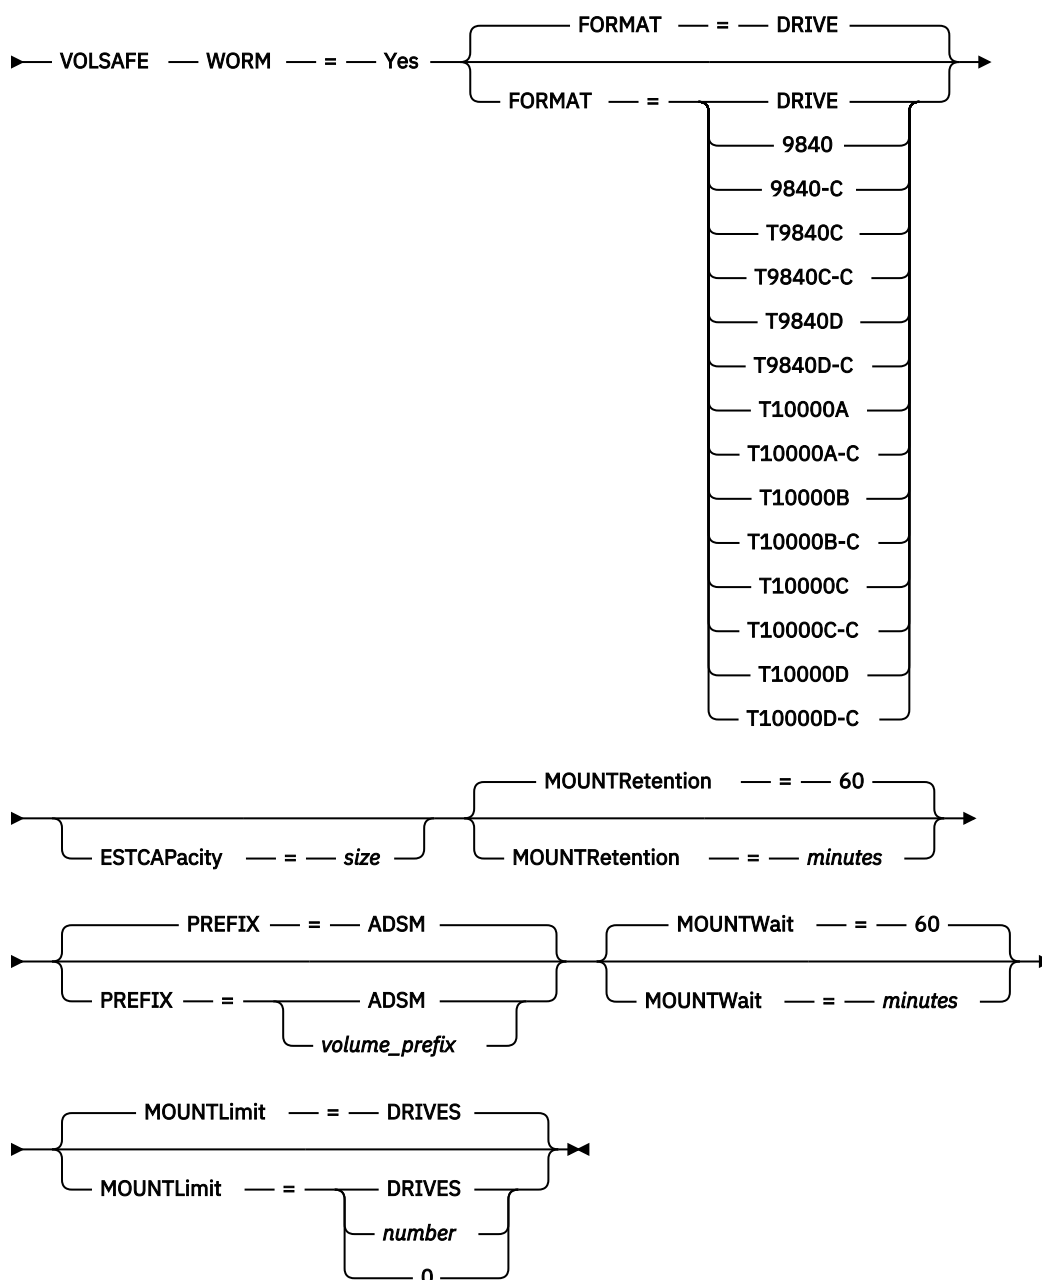 FORMAT = DRIVE
VOLSAFE WORM = Yes
FORMAT = DRIVE
9840
9840-C
T9840C
T9840C-C
T9840D
T9840D-C
T10000A
T10000A-C
T10000B
T10000B-C
T10000C
T10000C-C
T10000D
T10000D-C
MOUNTRetention = 60
ESTCAPacity = size MOUNTRetention = minutes
PREFIX = ADSM MOUNTWait = 60
PREFIX = ADSM MOUNTWait = minutes
volume_prefix
MOUNTLimit = DRIVES
MOUNTLimit = DRIVES
number
0